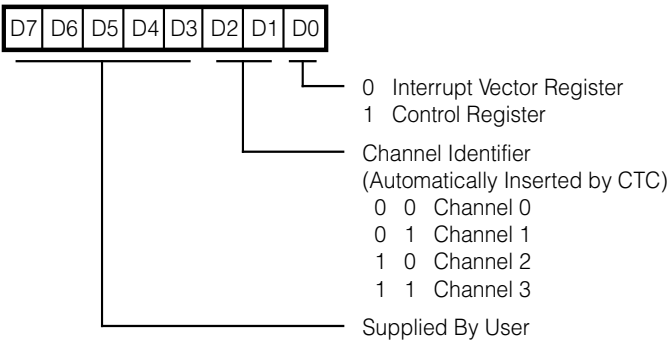 D7 D6 D5 D4 D3 D2 D1 D0
0 Interrupt Vector Register
1 Control Register
Channel Identifier
(Automatically Inserted by CTC)
0 0 Channel 0
0 1 Channel 1
1 0 Channel 2
1 1 Channel 3
Supplied By User